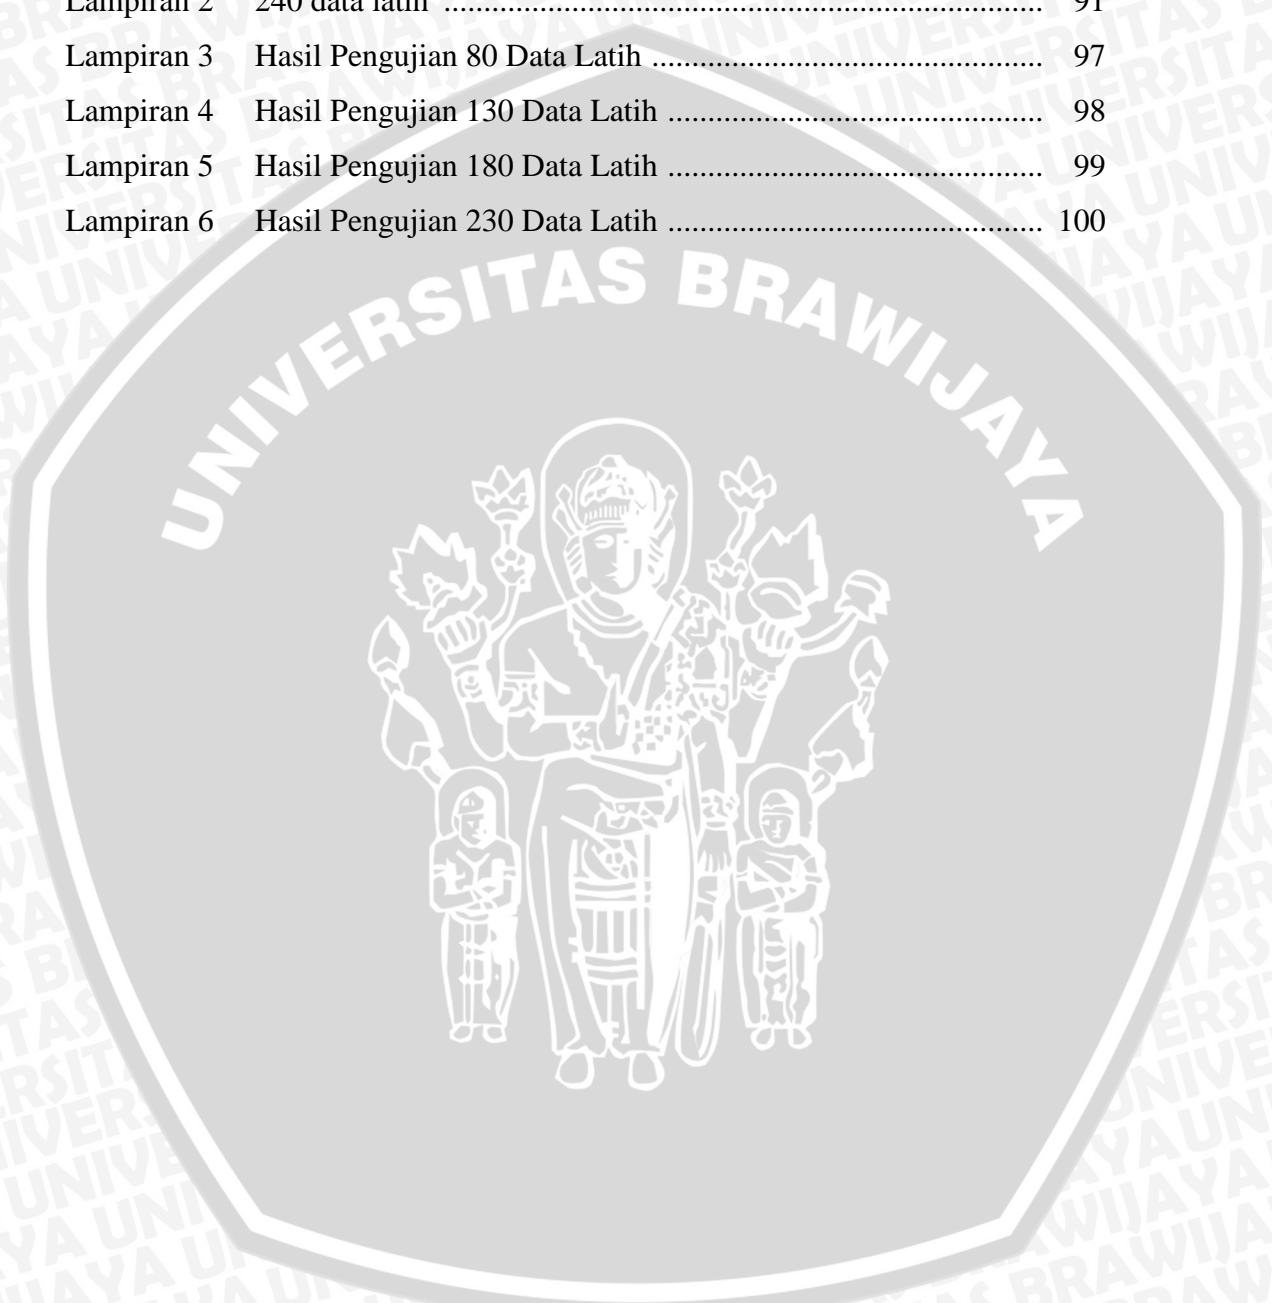 Lampiran 2 240 data latih ............................................................... 91
Lampiran 3 Hasil Pengujian 80 Data Latih ......................................... 97
Lampiran 4 Hasil Pengujian 130 Data Latih ....................................... 98
Lampiran 5 Hasil Pengujian 180 Data Latih ....................................... 99
Lampiran 6 Hasil Pengujian 230 Data Latih ....................................... 100
UNIVERSITAS BRAWIJAYA